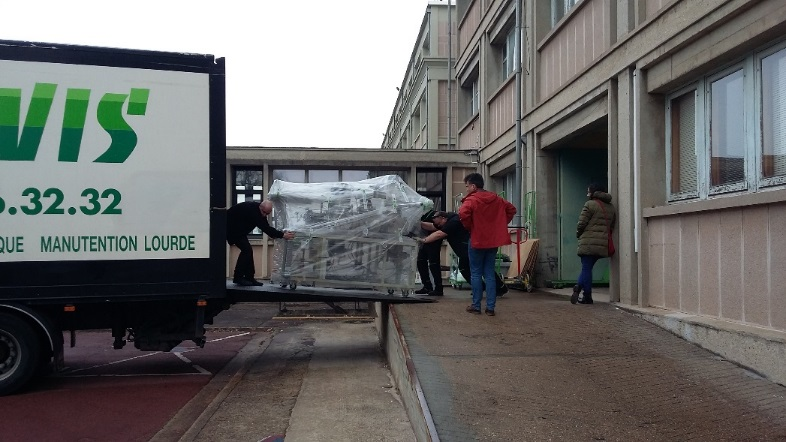 VIS
.32.32
QUE MANUTENTION LOURDE